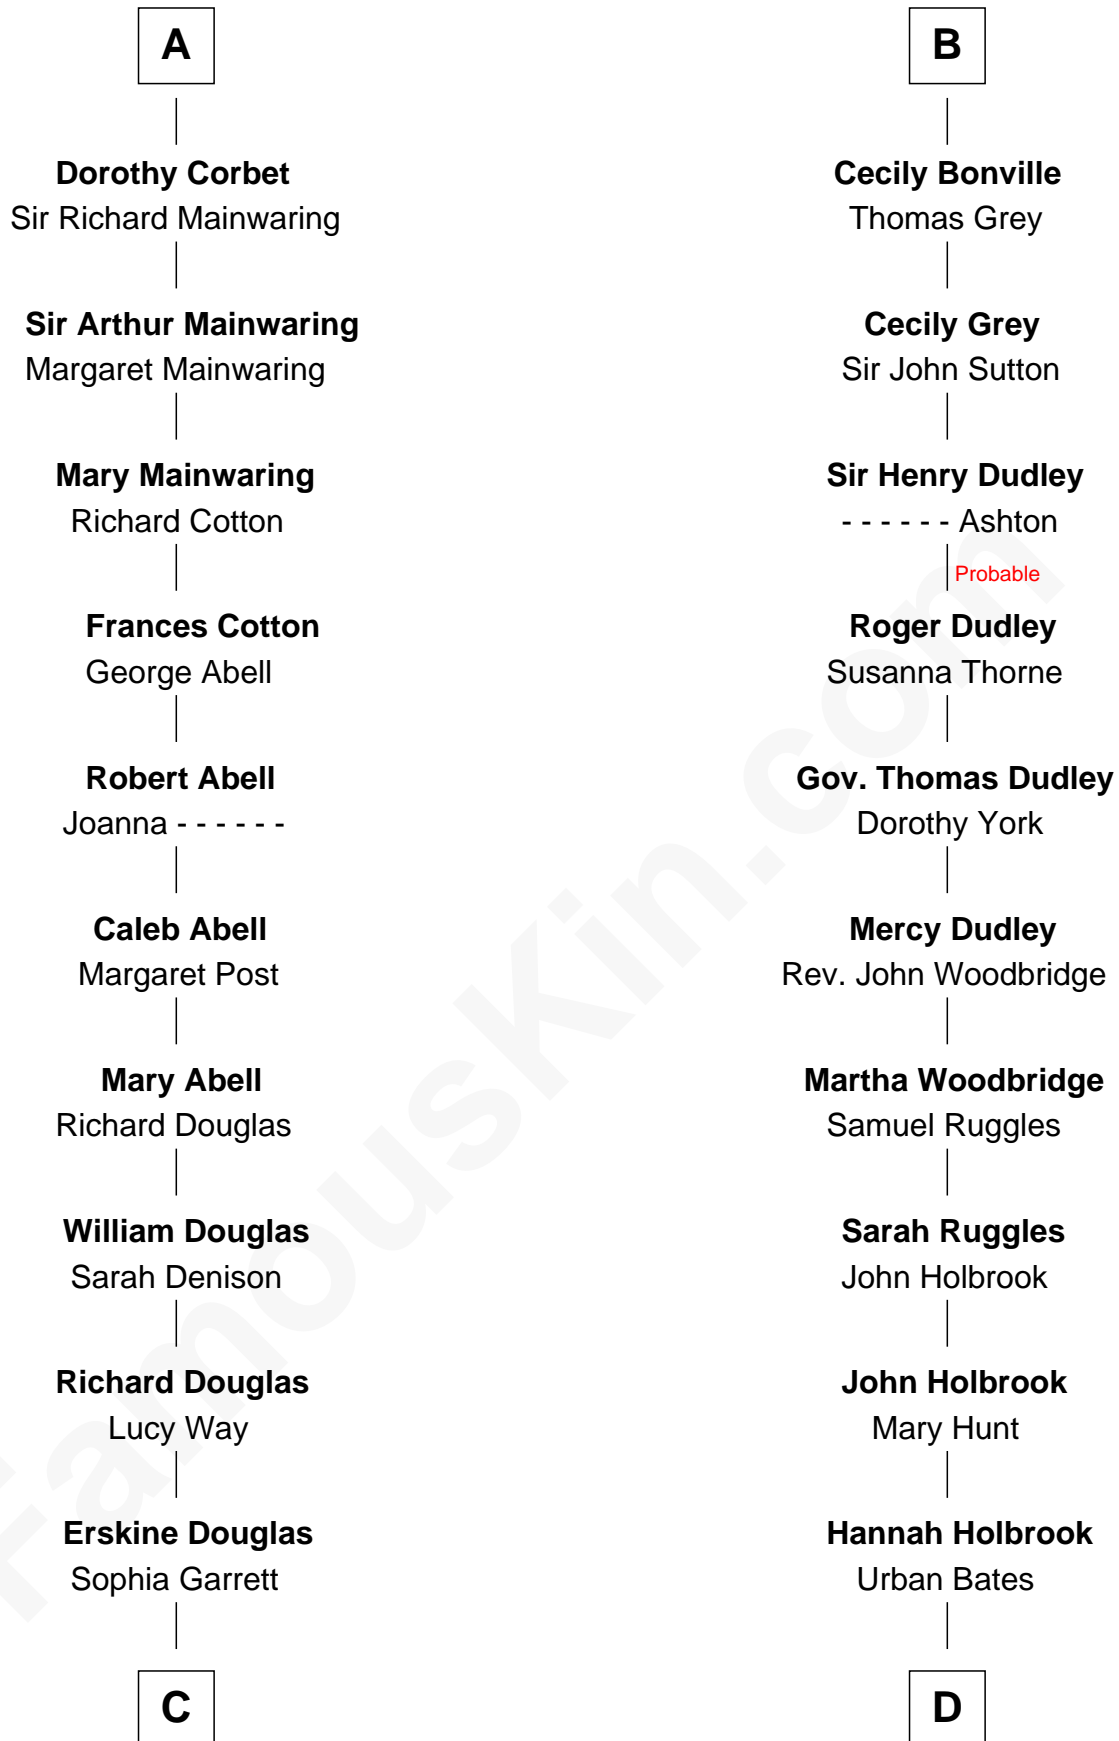 A
Dorothy Corbet
Sir Richard Mainwaring
Sir Arthur Mainwaring
Margaret Mainwaring
Mary Mainwaring
Richard Cotton
Frances Cotton
George Abell
Robert Abell
Joanna - - - - - -
Caleb Abell
Margaret Post
Mary Abell
Richard Douglas
William Douglas
Sarah Denison
Richard Douglas
Lucy Way
Erskine Douglas
Sophia Garrett
C
B
Cecily Bonville
Thomas Grey
Cecily Grey
Sir John Sutton
Sir Henry Dudley
- - - - - - Ashton
Probable
Roger Dudley
Susanna Thorne
Gov. Thomas Dudley
Dorothy York
Mercy Dudley
Rev. John Woodbridge
Martha Woodbridge
Samuel Ruggles
Sarah Ruggles
John Holbrook
John Holbrook
Mary Hunt
Hannah Holbrook
Urban Bates
D
FamousKin.com